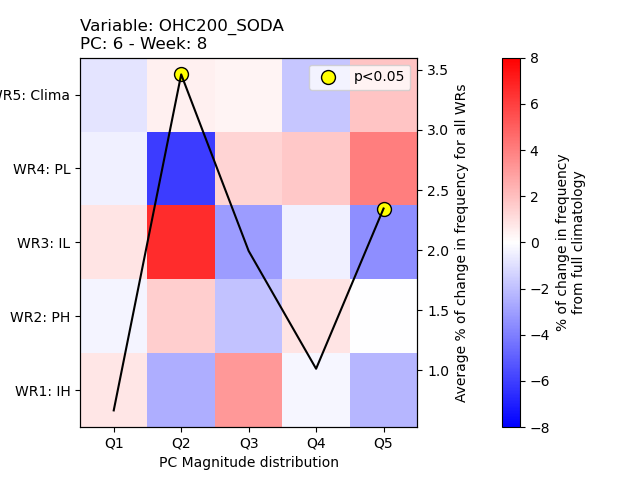 Variable: OHC200_SODA
PC: 6 - Week: 8
p<0.05
WR5: Clima
WR4: PL
WR3: IL
WR2: PH
WR1: IH
Q1 Q2 Q3 Q4 Q5
PC Magnitude distribution
3.5
3.0
2.5
2.0
1.5
1.0
Average % of change in frequency for all WRs
8
6
4
2
0
−2
−4
−6
−8
% of change in frequency
from full climatology